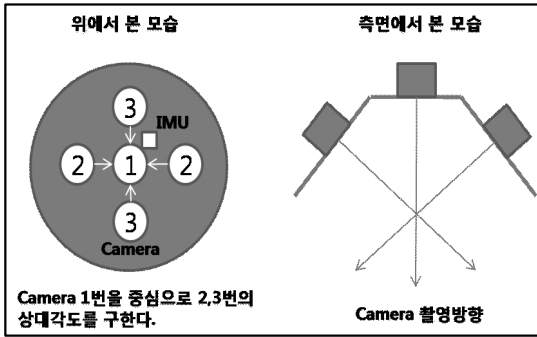 위에서 본 모습
측면에서 본 모습
3
IMU
2
1
2
3
Camera
Camera 1번을 중심으로 2,3번의
상대각도를 구한다.
Camera 촬영방향